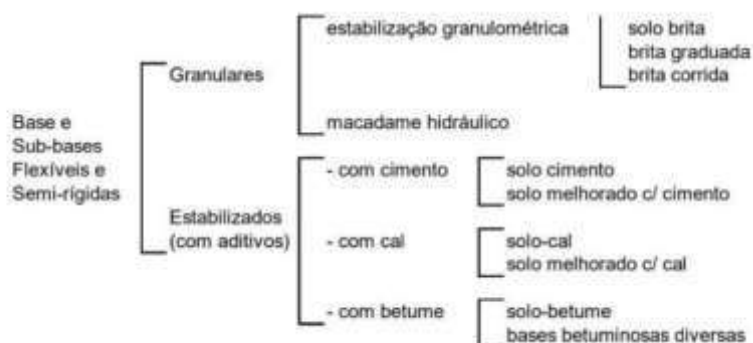 Base e
Sub-bases
Flexíveis e
Semi-rígidas
Granulares
estabilização granulométrica
solo brita
brita graduada
brita corrida
macadame hidráulico
Estabilizados
(com aditivos)
- com cimento
solo cimento
solo melhorado c/ cimento
- com cal
solo-cal
solo melhorado c/ cal
- com betume
solo-betume
bases betuminosas diversas